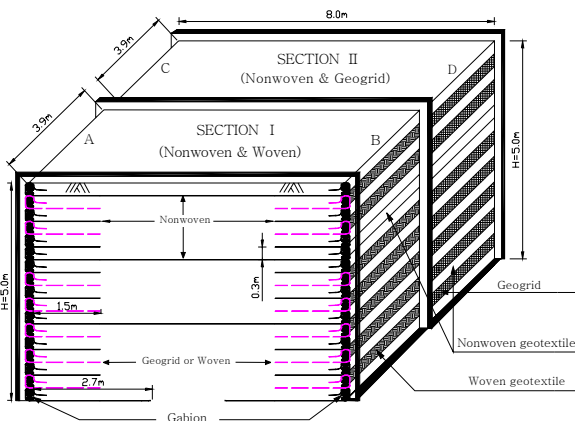 8.0m
3.9m
SECTION II
(Nonwoven & Geogrid)
C
D
3.9m
SECTION I
(Nonwoven & Woven)
A
B
H=5.0m
Nonwoven
H=5.0m
0.3m
Geogrid
1.5m
Nonwoven geotextile
Geogrid or Woven
2.7m
Woven geotextile
Gabion